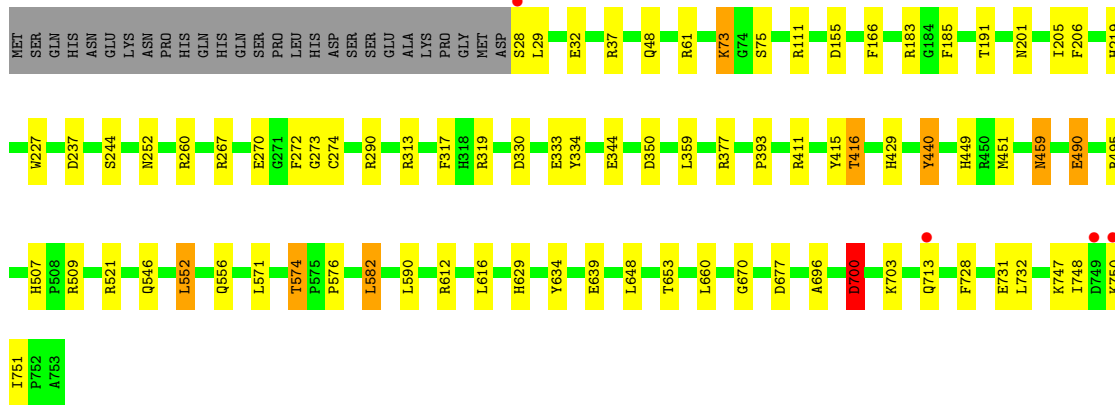 MET SER GLN HIS ASN GLU LYS ASN PRO HIS GLN HIS GLN SER PRO LEU HIS ASP SER SER GLU ALA LYS PRO GLY MET ASP S28 L29 E32 R37 Q48 R61 K73 G74 S75 R111 D155 F166 R183 G184 F185 T191 N201 I205 F206
W227 D237 S244 N252 R260 R267 E270 G271 F272 G273 C274 R290 R313 F317 H318 R319 D330 E333 Y334 E344 D350 L359 R377 P393 R411 Y415 T416 H429 Y440 H449 R450 M451 N459 E490
H507 P508 R509 R521 Q546 L552 Q556 L571 T574 P575 P576 L582 L590 R612 L616 H629 Y634 E639 L648 T653 L660 G670 D677 A696 D700 K703 Q713 F728 E731 L732 K747 I748 D749 K750
I751 P752 A753